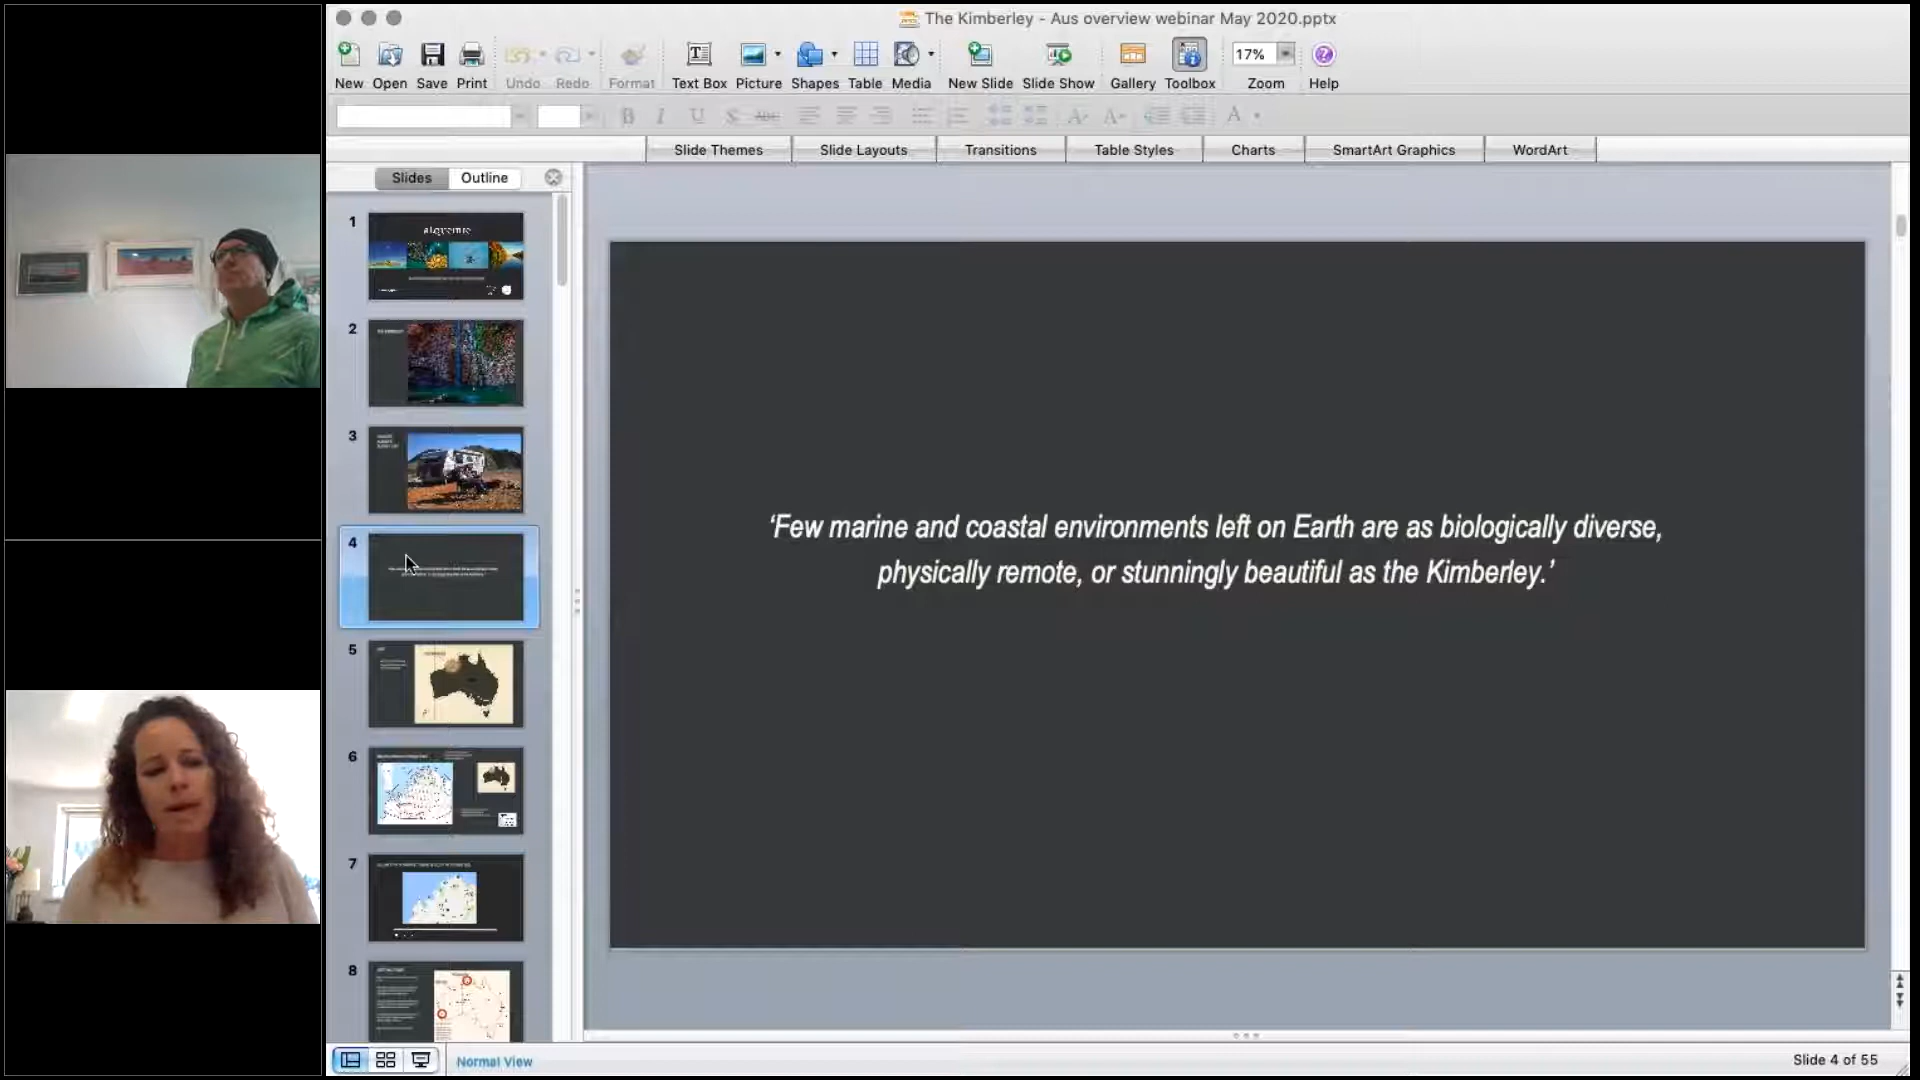 The Kimberley - Aus overview webinar May 2020.pptx
New Open Save Print Undo Redo Format Text Box Picture Shapes Table Media New Slide Slide Show Gallery Toolbox 17% Zoom Help
B I U S ABC A A A
Slide Themes Slide Layouts Transitions Table Styles Charts SmartArt Graphics WordArt
Slides Outline
1
2
3
4
5
6
7
8
‘Few marine and coastal environments left on Earth are as biologically diverse,
physically remote, or stunningly beautiful as the Kimberley.’
Normal View
Slide 4 of 55